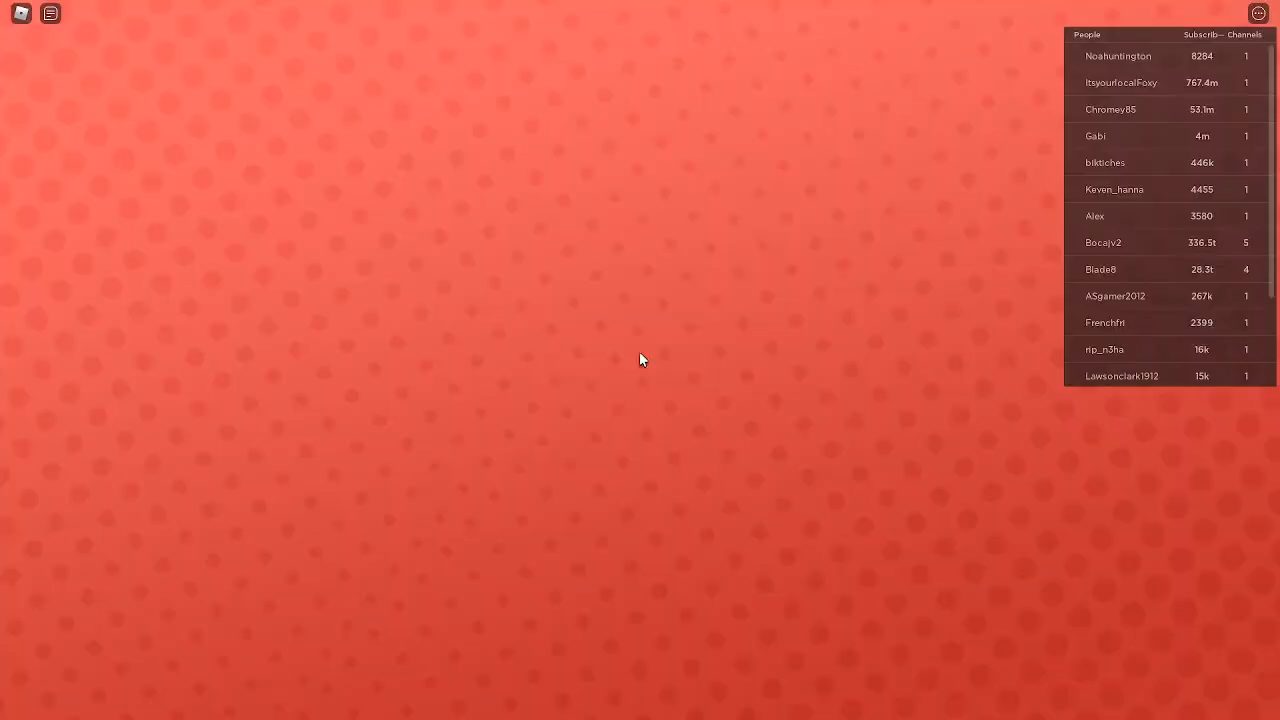 People Subscrib— Channels
Noahuntington 8284 1
ItsyourlocalFoxy 767.4m 1
Chromey85 53.1m 1
Gabi 4m 1
biktiches 446k 1
Keven_hanna 4455 1
Alex 3580 1
Bocajv2 336.5t 5
Blade8 28.3t 4
ASgamer2012 267k 1
Frenchfri 2399 1
rip_n3ha 16k 1
Lawsonclark1912 15k 1